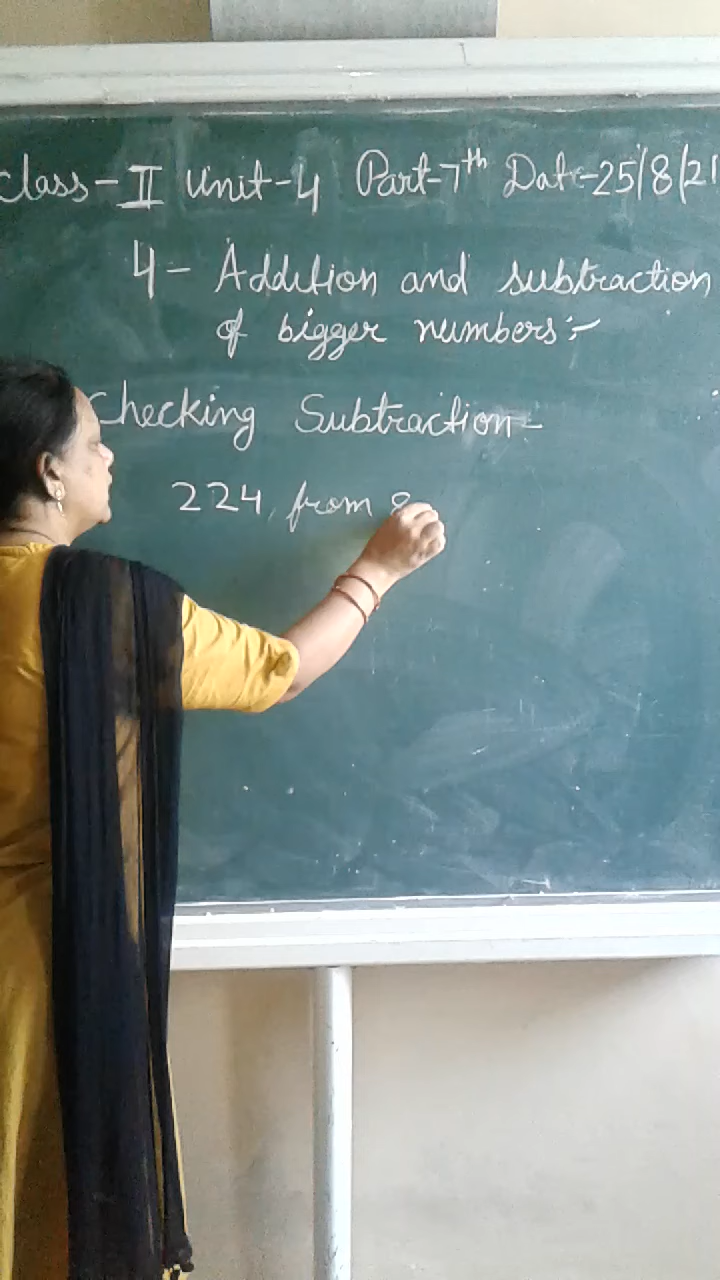 Class-II Unit-4 Part-7th Date-25/8/21
4- Addition and subtraction
of bigger numbers:-
Checking Subtraction-
224, from 8